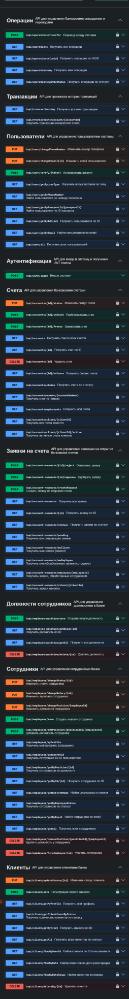 Операции API для управления банковскими операциями и
переводами
POST /api/operations/transfer Перевод между счетами
GET /api/operations Получить все операции
GET /api/operations/{uuid} Получить операцию по UUID
GET /api/operations/my Получить мои операции
GET /api/operations/getByStatus Получить операции по статусу
Транзакции API для просмотра истории транзакций
GET /api/transactions/my Получить все мои транзакции
GET /api/transactions/account/{accountId}
Получить транзакции конкретного счета
Пользователи API для управления пользователями системы
PUT /api/user/changePhoneNumber Изменить номер телефона
PUT /api/user/changeEmail/{id} Изменить email пользователя
POST /api/user/verify/{token} Активировать аккаунт
GET /api/user/getByUserType Получить пользователей по типу
GET /api/user/getByPhoneNumber
Найти пользователя по номеру телефона
GET /api/user/getByPassportId/{passportId}
Найти пользователя по ID паспорта
GET /api/user/getById/{id} Получить пользователя по ID
GET /api/user/getByEmail Найти пользователя по email
GET /api/user/all Получить всех пользователей
Аутентификация API для входа в систему и получения
JWT токена
POST /api/auth/login Вход в систему
Счета API для управления банковскими счетами
PUT /api/accounts/{id}/status Изменить статус счета
POST /api/accounts/{id}/unblock Разблокировать счет
POST /api/accounts/{id}/freeze Заморозить счет
GET /api/accounts Получить список всех счетов
GET /api/accounts/{id} Получить счет по ID
DELETE /api/accounts/{id} Удалить счет
GET /api/accounts/{id}/balance Получить баланс счета
GET /api/accounts/status Получить счета по статусу
GET /api/accounts/number/{accountNumber}
Получить счет по номеру
GET /api/accounts/myAccounts Получить мои счета
GET /api/accounts/client/{clientId}
Получить все счета клиента
GET /api/accounts/client/{clientId}/active
Получить активные счета клиента
Заявки на счета API для управления заявками на открытие
банковских счетов
POST /api/account-requests/{id}/reject Отклонить заявку
POST /api/account-requests/{id}/approve Одобрить заявку
POST /api/account-requests/createRequest
Создать заявку на открытие счета
GET /api/account-requests Получить все заявки
GET /api/account-requests/{id} Получить заявку по ID
GET /api/account-requests/status/ Получить заявки по статусу
GET /api/account-requests/pending
Получить все ожидающие заявки
GET /api/account-requests/myClient
Получить мои заявки (клиент)
GET /api/account-requests/meEmployee
Получить мои обработанные заявки (сотрудник)
GET /api/account-requests/employee/{employeeId}
Получить заявки, обработанные сотрудником
GET /api/account-requests/client/{clientId}
Получить заявки клиента
Должности сотрудников API для управления
должностями в банке
POST /api/employee-position/save Создать новую должность
GET /api/employee-position/getById/{id}
Получить должность по ID
GET /api/employee-position/getAll Получить все должности
DELETE /api/employee-position/delete/{id} Удалить должность
Сотрудники API для управления сотрудниками банка
PUT /api/employees/changeStatus/{id}
Изменить статус сотрудника
PUT /api/employees/changeSalary/{id}
Изменить зарплату сотрудника
PUT /api/employees/changePosition/{employeeId}
Изменить должности сотрудника
POST /api/employees/save Создать нового сотрудника
POST /api/employees/addPosition/{positionId}/{employeeId}
Добавить должность сотруднику
GET /api/employees/myProfile
Получить мой профиль (сотрудник)
GET /api/employees/getuserById
Получить сотрудника по ID пользователя
GET /api/employees/getByPosition/{id}
Получить сотрудников по должности
GET /api/employees/getById/{id} Получить сотрудника по ID
GET /api/employees/getByFirstName Найти сотрудника по имени
GET /api/employees/getByEmployeeStatus
Получить сотрудников по статусу
GET /api/employees/getByEmail Найти сотрудника по email
GET /api/employees/getAll Получить всех сотрудников
DELETE /api/employees/removePosition/{positionId}/{employeeId}
Удалить должность у сотрудника
DELETE /api/employees/fireEmployee/{id} Уволить сотрудника
Клиенты API для управления клиентами банка
PUT /api/client/updateStatus/{id} Изменить статус клиента
POST /api/client/save Регистрация нового клиента
GET /api/client/getMyProfile Получить мой профиль
GET /api/client/getClientCountByStatus
Получить количество клиентов по статусу
GET /api/client/getBy/{id} Получить клиента по ID
GET /api/client/getAll Получить всех клиентов по статусу
GET /api/client/findByUserId Найти клиента по ID пользователя
GET /api/client/findByDate Найти клиентов по дате регистрации
GET /api/client/findByDateRange Найти клиентов за период
DELETE /api/client/deleteBy/{id} Удалить клиента